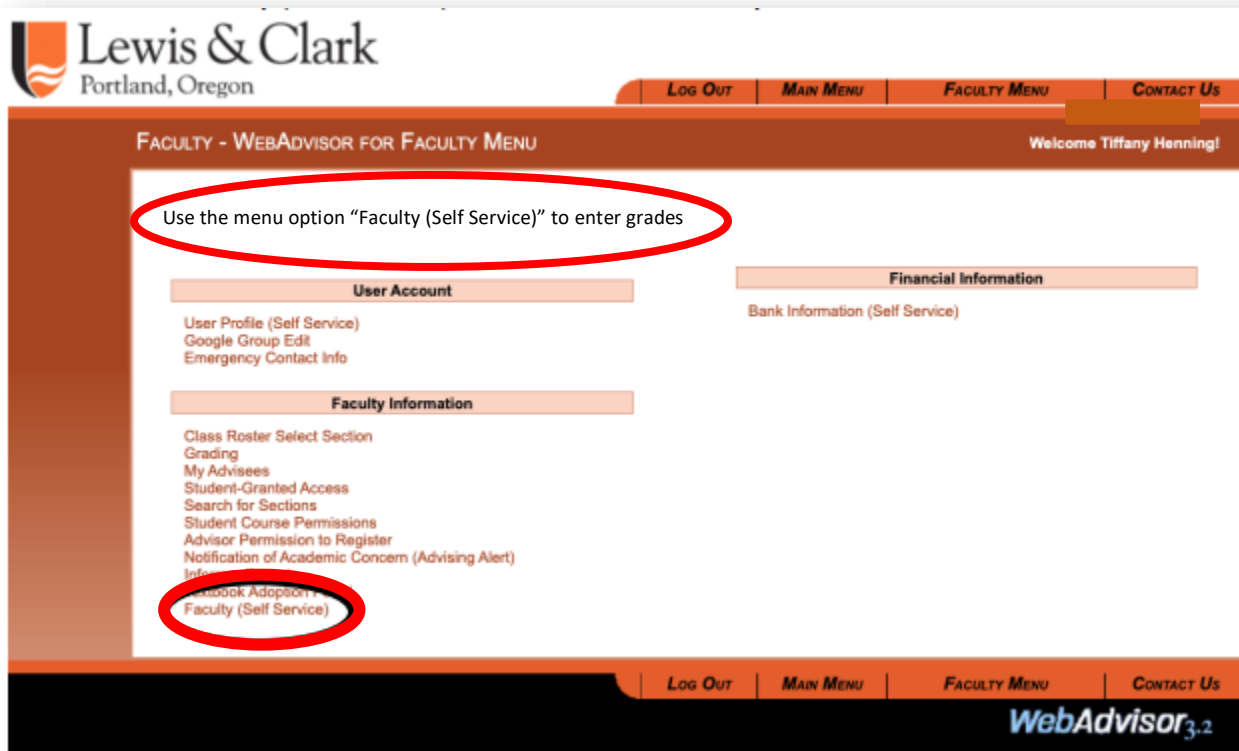 Lewis & Clark
Portland, Oregon
LOG OUT MAIN MENU FACULTY MENU CONTACT US
FACULTY - WEBADVISOR FOR FACULTY MENU
Welcome Tiffany Henning!
Use the menu option “Faculty (Self Service)” to enter grades
User Account
User Profile (Self Service)
Google Group Edit
Emergency Contact Info
Faculty Information
Class Roster Select Section
Grading
My Advisees
Student-Granted Access
Search for Sections
Student Course Permissions
Advisor Permission to Register
Notification of Academic Concern (Advising Alert)
Textbook Adoption
Faculty (Self Service)
Financial Information
Bank Information (Self Service)
LOG OUT MAIN MENU FACULTY MENU CONTACT US
WebAdvisor3.2